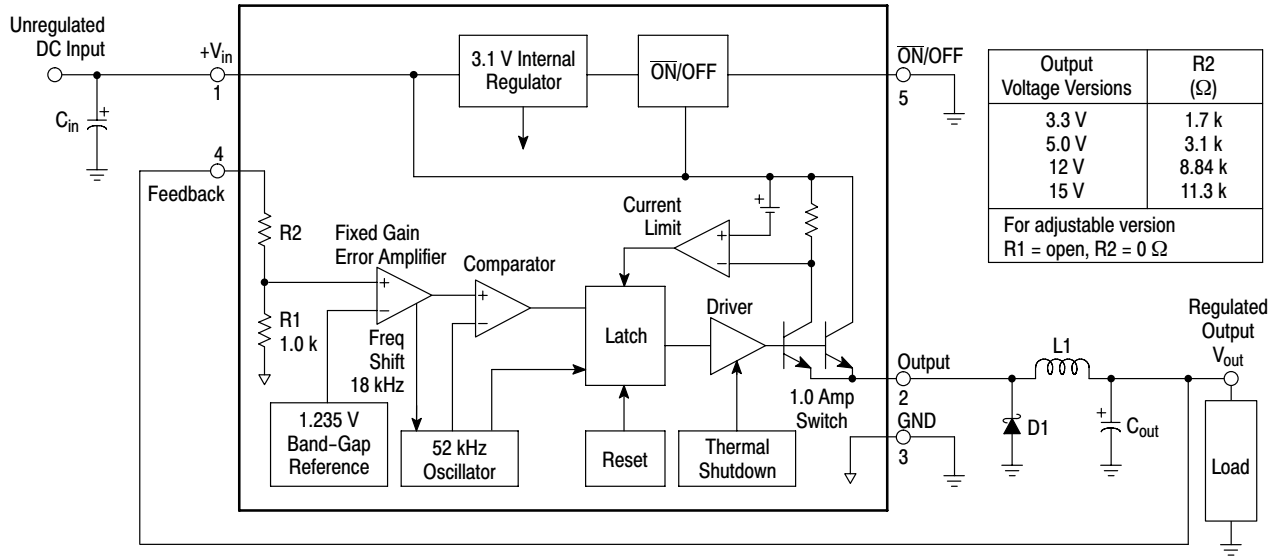 Unregulated
DC Input
+Vin
1
Cin
+
4
Feedback
3.1 V Internal
Regulator
O̅N̅/OFF
O̅N̅/OFF
5
Output
Voltage Versions
R2
(Ω)
3.3 V
1.7 k
5.0 V
3.1 k
12 V
8.84 k
15 V
11.3 k
For adjustable version
R1 = open, R2 = 0 Ω
R2
R1
1.0 k
Fixed Gain
Error Amplifier
+
−
Comparator
+
−
Current
Limit
+
−
+
Freq
Shift
18 kHz
Latch
Driver
1.0 Amp
Switch
Output
2
GND
3
1.235 V
Band-Gap
Reference
52 kHz
Oscillator
Reset
Thermal
Shutdown
L1
D1
+
Cout
Regulated
Output
Vout
Load